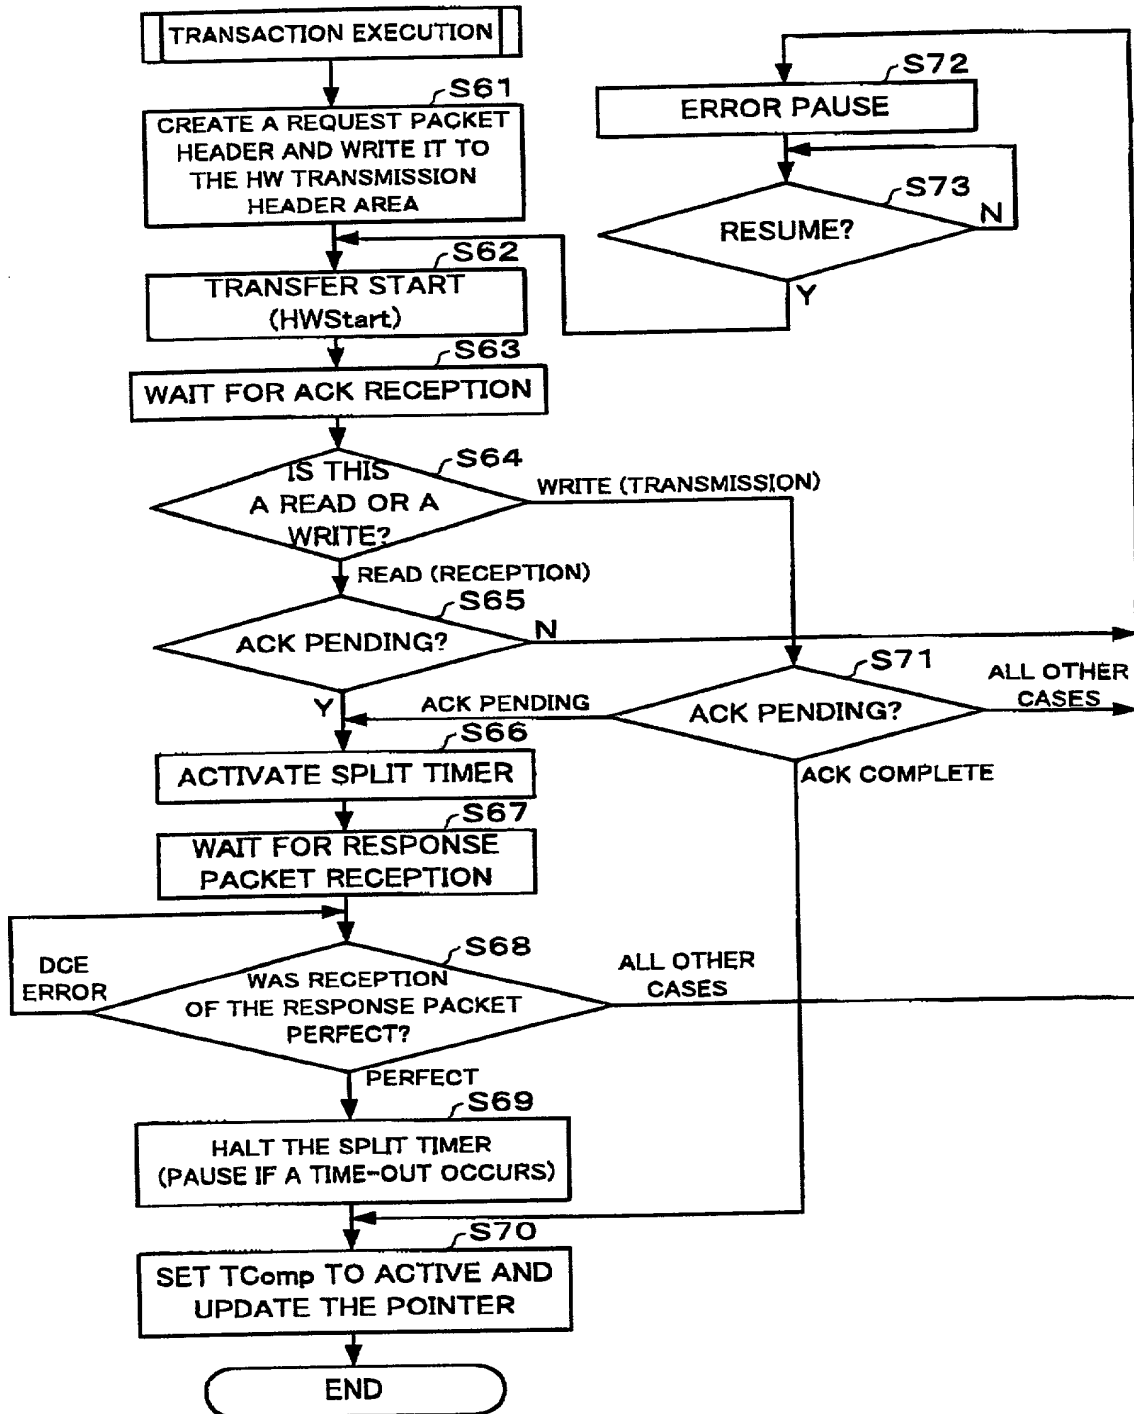 TRANSACTION EXECUTION
S61
CREATE A REQUEST PACKET
HEADER AND WRITE IT TO
THE HW TRANSMISSION
HEADER AREA
S72
ERROR PAUSE
S73
RESUME?
N
Y
S62
TRANSFER START
(HWStart)
S63
WAIT FOR ACK RECEPTION
S64
IS THIS
A READ OR A
WRITE?
WRITE (TRANSMISSION)
READ (RECEPTION)
S65
ACK PENDING?
N
Y
S71
ACK PENDING?
ALL OTHER
CASES
ACK PENDING
ACK COMPLETE
S66
ACTIVATE SPLIT TIMER
S67
WAIT FOR RESPONSE
PACKET RECEPTION
S68
WAS RECEPTION
OF THE RESPONSE PACKET
PERFECT?
DCE
ERROR
ALL OTHER
CASES
PERFECT
S69
HALT THE SPLIT TIMER
(PAUSE IF A TIME-OUT OCCURS)
S70
SET TComp TO ACTIVE AND
UPDATE THE POINTER
END